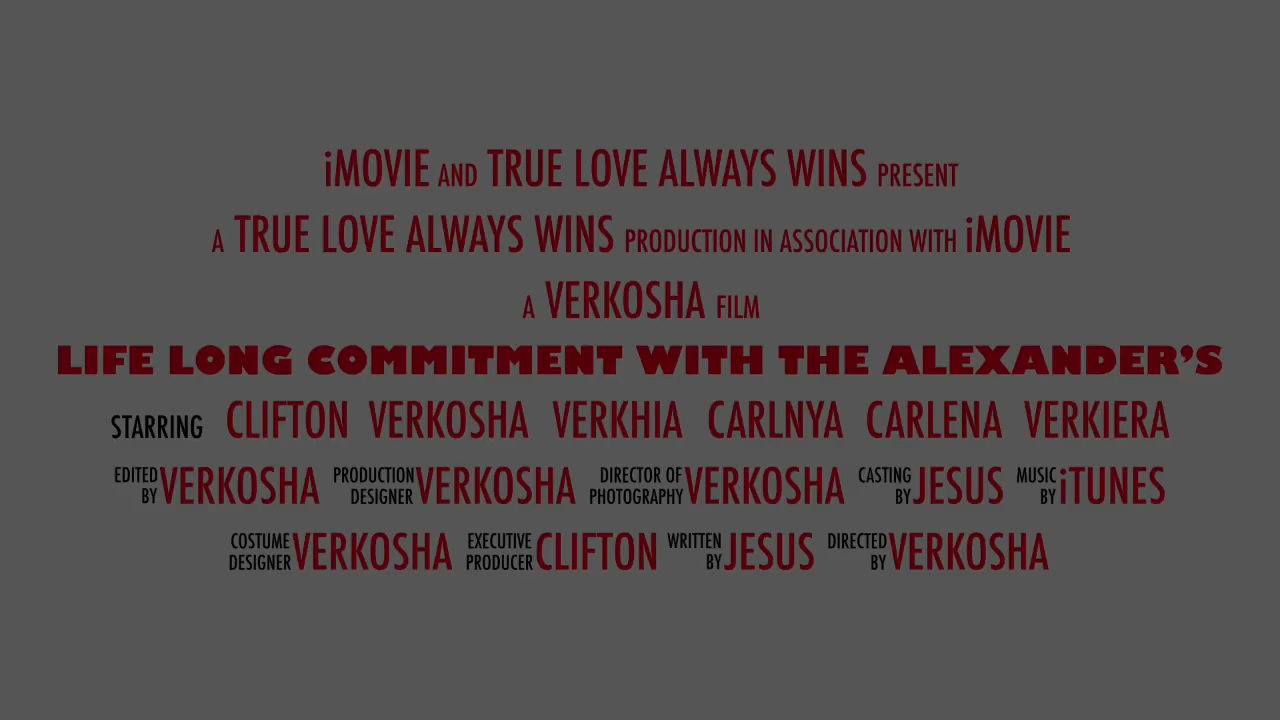 iMOVIE AND TRUE LOVE ALWAYS WINS PRESENT
A TRUE LOVE ALWAYS WINS PRODUCTION IN ASSOCIATION WITH iMOVIE
A VERKOSHA FILM
LIFE LONG COMMITMENT WITH THE ALEXANDER'S
STARRING CLIFTON VERKOSHA VERKHIA CARLNYA CARLENA VERKIERA
EDITED BY VERKOSHA PRODUCTION DESIGNER VERKOSHA DIRECTOR OF PHOTOGRAPHY VERKOSHA CASTING BY JESUS MUSIC BY iTUNES
COSTUME DESIGNER VERKOSHA EXECUTIVE PRODUCER CLIFTON WRITTEN BY JESUS DIRECTED BY VERKOSHA